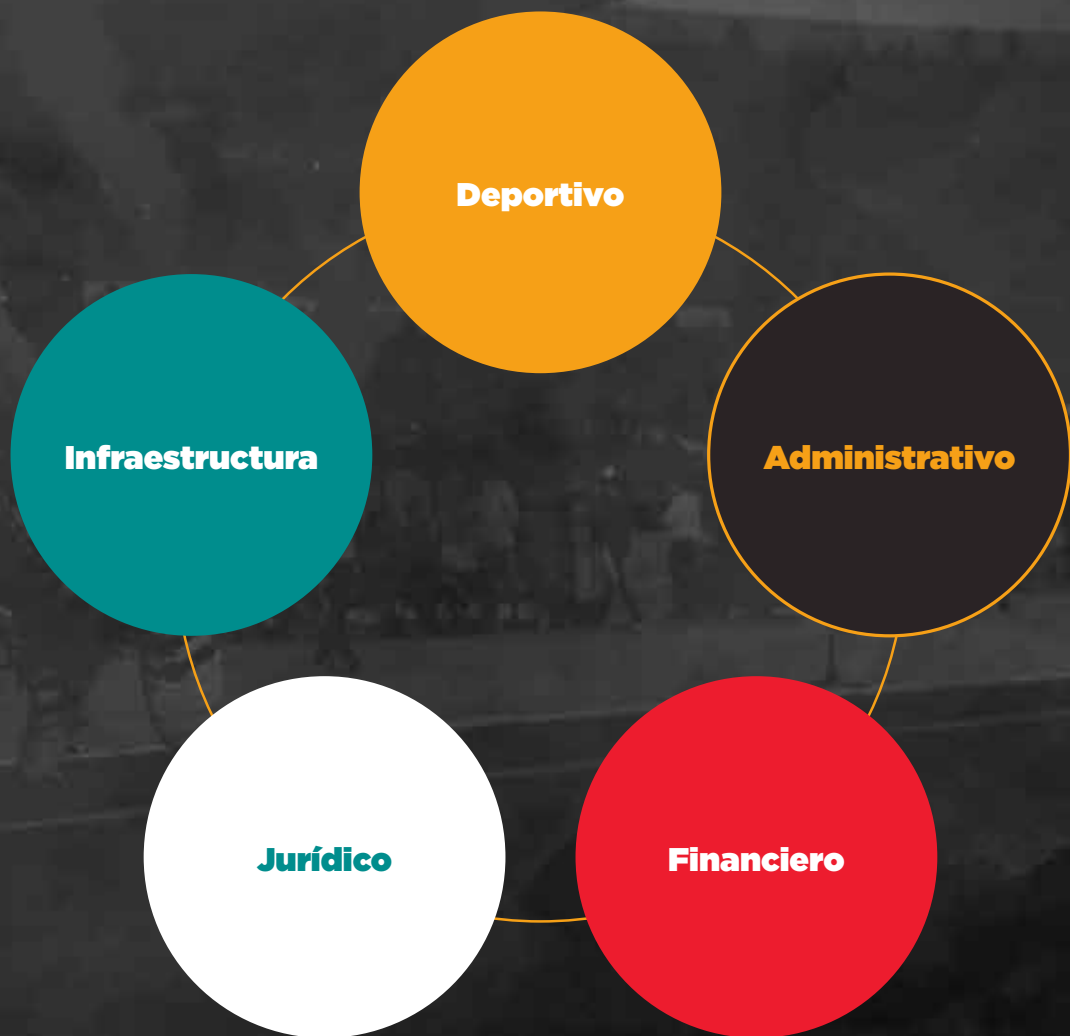 Deportivo
Infraestructura
Administrativo
Jurídico
Financiero